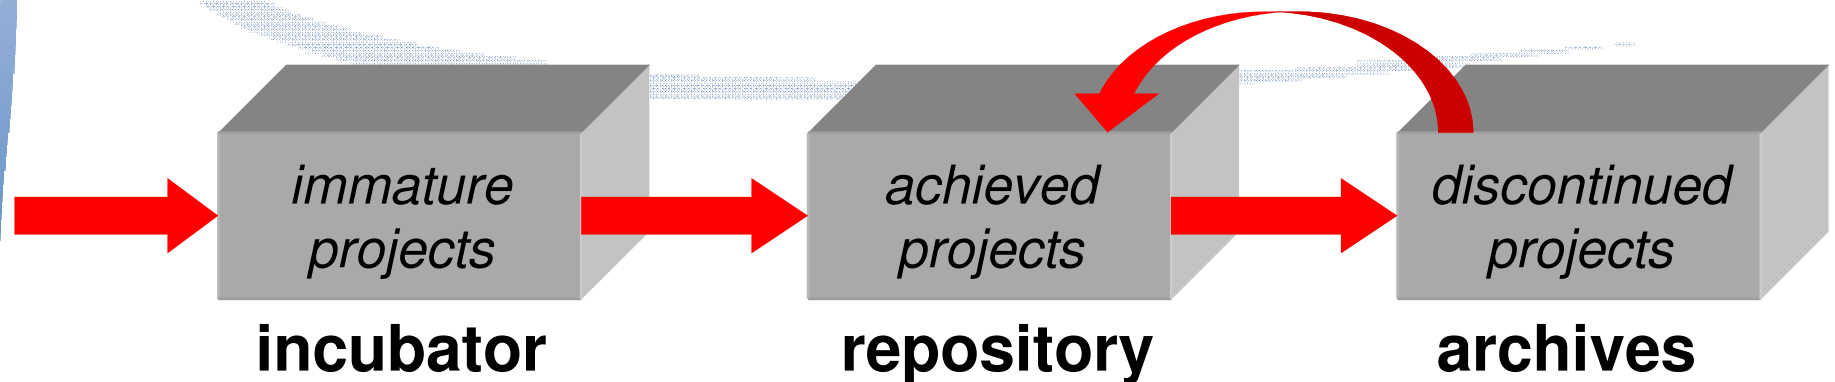 immature
projects
achieved
projects
discontinued
projects
incubator
repository
archives